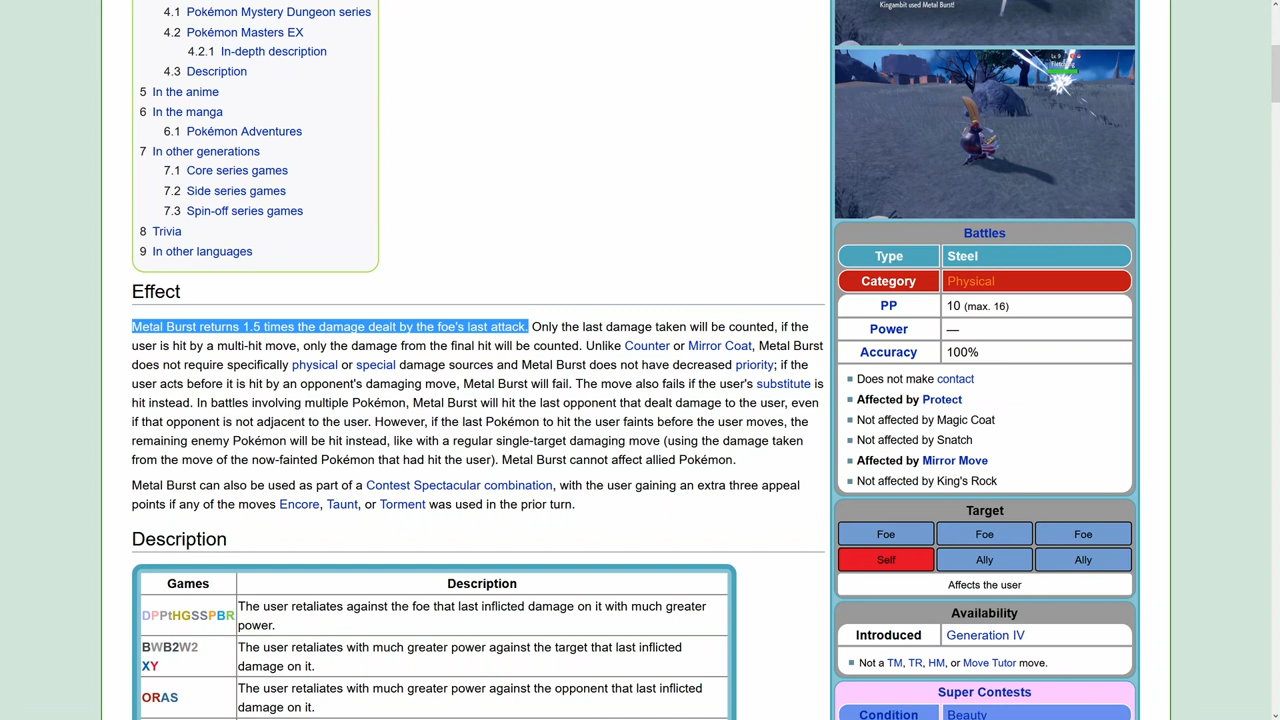 4.1 Pokémon Mystery Dungeon series
4.2 Pokémon Masters EX
4.2.1 In-depth description
4.3 Description
5 In the anime
6 In the manga
6.1 Pokémon Adventures
7 In other generations
7.1 Core series games
7.2 Side series games
7.3 Spin-off series games
8 Trivia
9 In other languages
Effect
Metal Burst returns 1.5 times the damage dealt by the foe's last attack. Only the last damage taken will be counted, if the
user is hit by a multi-hit move, only the damage from the final hit will be counted. Unlike Counter or Mirror Coat, Metal Burst
does not require specifically physical or special damage sources and Metal Burst does not have decreased priority; if the
user acts before it is hit by an opponent's damaging move, Metal Burst will fail. The move also fails if the user's substitute is
hit instead. In battles involving multiple Pokémon, Metal Burst will hit the last opponent that dealt damage to the user, even
if that opponent is not adjacent to the user. However, if the last Pokémon to hit the user faints before the user moves, the
remaining enemy Pokémon will be hit instead, like with a regular single-target damaging move (using the damage taken
from the move of the now-fainted Pokémon that had hit the user). Metal Burst cannot affect allied Pokémon.
Metal Burst can also be used as part of a Contest Spectacular combination, with the user gaining an extra three appeal
points if any of the moves Encore, Taunt, or Torment was used in the prior turn.
Description
Games Description
DPPtHGSSPBR The user retaliates against the foe that last inflicted damage on it with much greater
power.
BWB2W2 The user retaliates with much greater power against the target that last inflicted
XY damage on it.
ORAS The user retaliates with much greater power against the opponent that last inflicted
damage on it.
Kingambit used Metal Burst!
Lv. 9
Fletchling
Battles
Type Steel
Category Physical
PP 10 (max. 16)
Power —
Accuracy 100%
Does not make contact
Affected by Protect
Not affected by Magic Coat
Not affected by Snatch
Affected by Mirror Move
Not affected by King's Rock
Target
Foe Foe Foe
Self Ally Ally
Affects the user
Availability
Introduced Generation IV
Not a TM, TR, HM, or Move Tutor move.
Super Contests
Condition Beauty